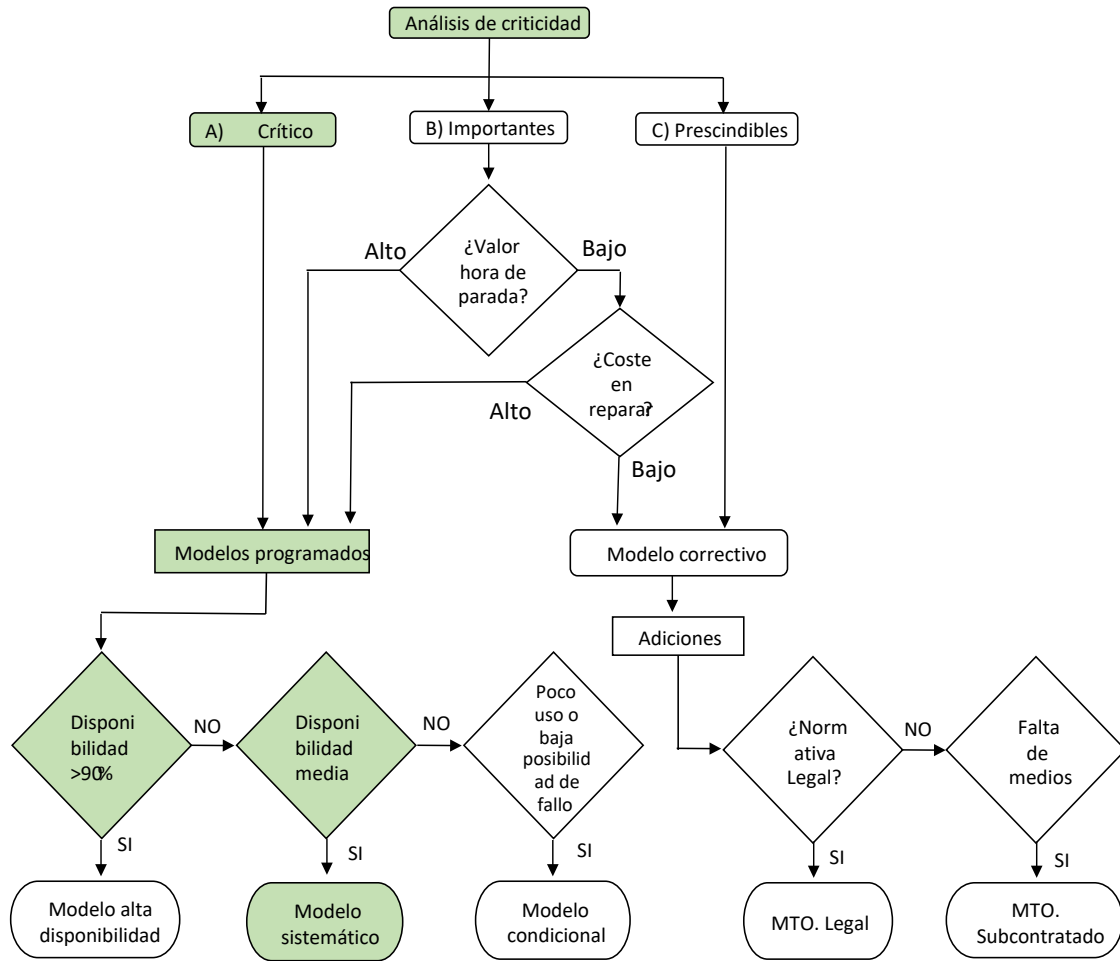 Análisis de criticidad
A) Crítico
B) Importantes
C) Prescindibles
¿Valor
hora de
parada?
Alto
Bajo
¿Coste
en
reparar?
Alto
Bajo
Modelos programados
Modelo correctivo
Adiciones
Disponi
bilidad
>90%
NO
SI
Disponi
bilidad
media
NO
SI
Poco
uso o
baja
posibilid
ad de
fallo
SI
¿Norm
ativa
Legal?
NO
SI
Falta
de
medios
SI
Modelo alta
disponibilidad
Modelo
sistemático
Modelo
condicional
MTO. Legal
MTO.
Subcontratado